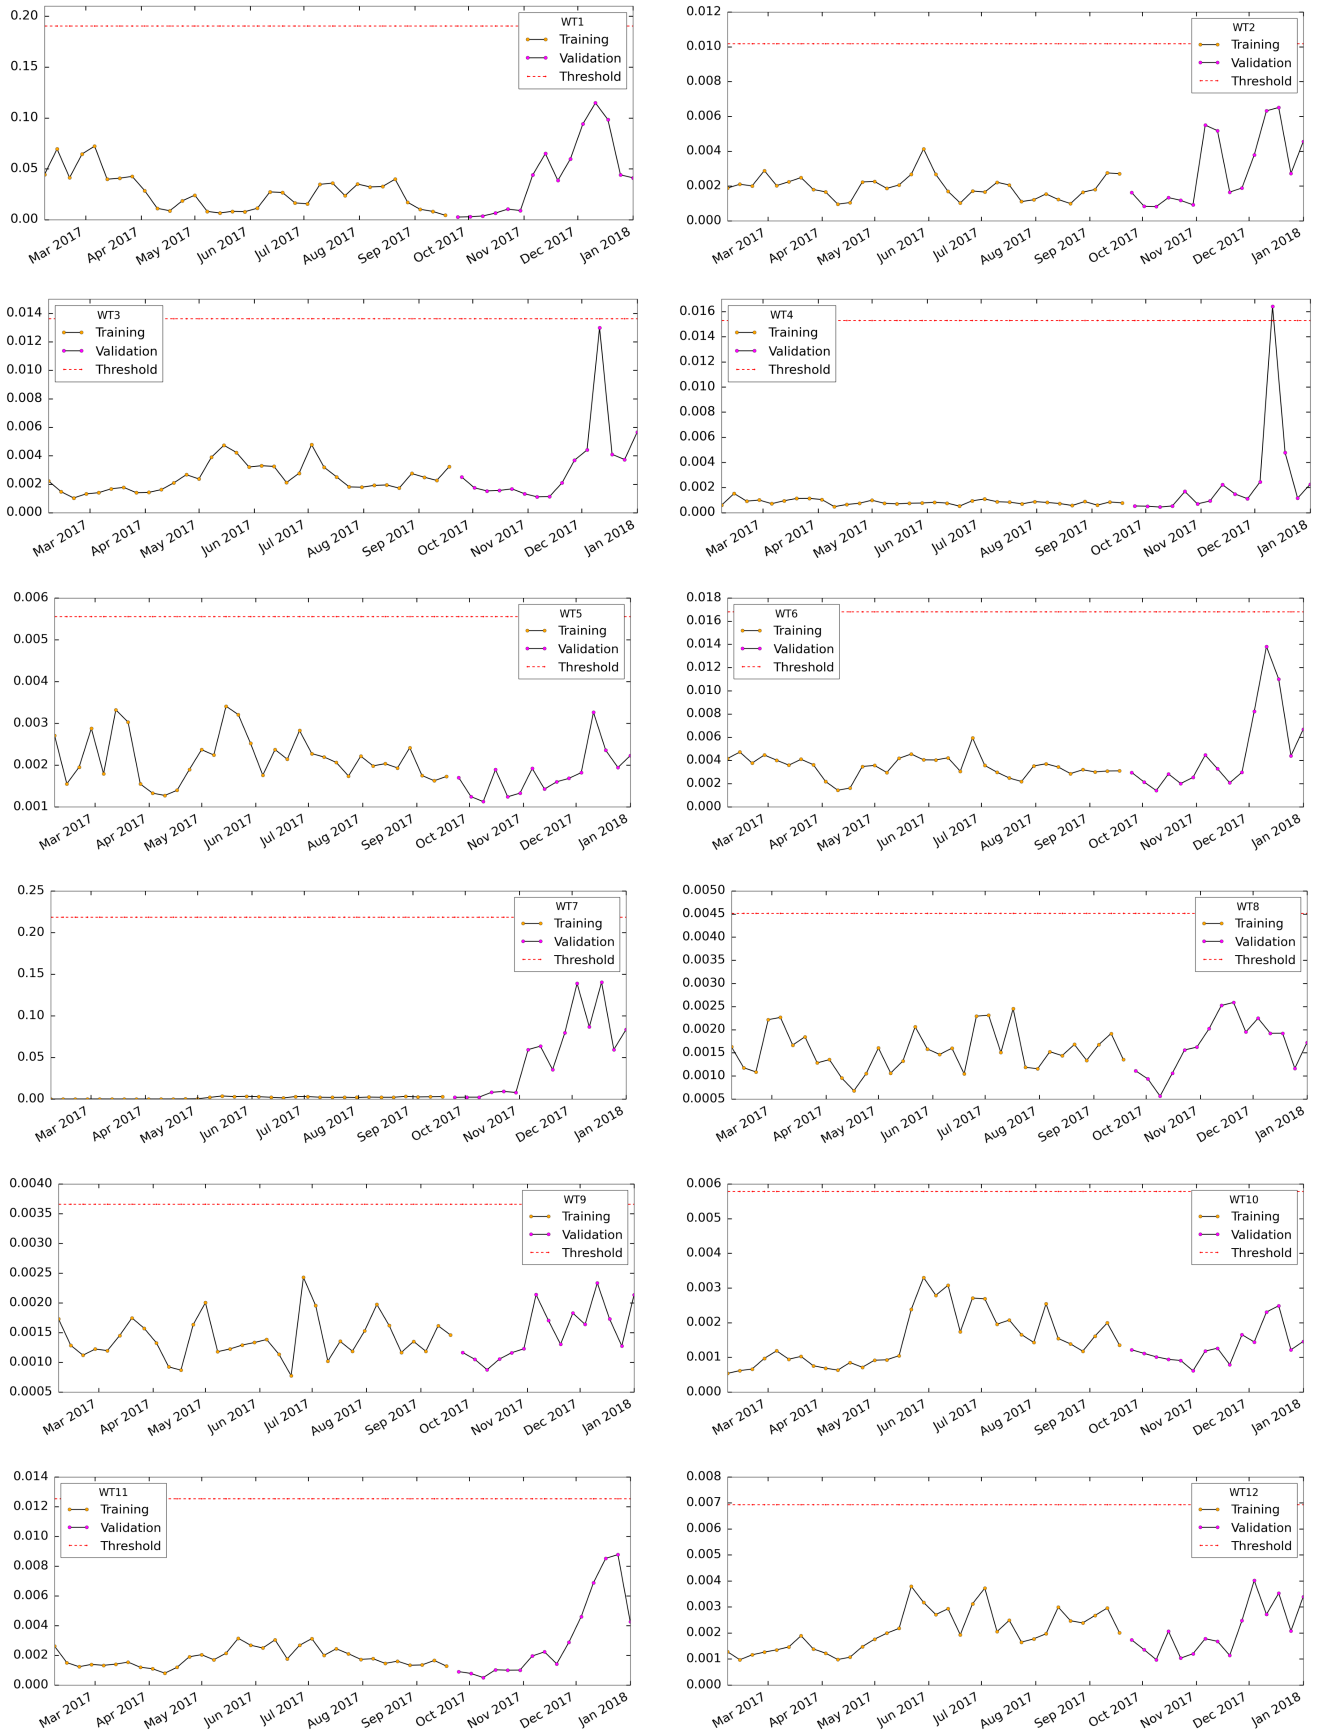 WT1
Training
Validation
Threshold
0.20
0.15
0.10
0.05
0.00
Mar 2017 Apr 2017 May 2017 Jun 2017 Jul 2017 Aug 2017 Sep 2017 Oct 2017 Nov 2017 Dec 2017 Jan 2018
WT2
Training
Validation
Threshold
0.012
0.010
0.008
0.006
0.004
0.002
0.000
Mar 2017 Apr 2017 May 2017 Jun 2017 Jul 2017 Aug 2017 Sep 2017 Oct 2017 Nov 2017 Dec 2017 Jan 2018
WT3
Training
Validation
Threshold
0.014
0.012
0.010
0.008
0.006
0.004
0.002
0.000
Mar 2017 Apr 2017 May 2017 Jun 2017 Jul 2017 Aug 2017 Sep 2017 Oct 2017 Nov 2017 Dec 2017 Jan 2018
WT4
Training
Validation
Threshold
0.016
0.014
0.012
0.010
0.008
0.006
0.004
0.002
0.000
Mar 2017 Apr 2017 May 2017 Jun 2017 Jul 2017 Aug 2017 Sep 2017 Oct 2017 Nov 2017 Dec 2017 Jan 2018
WT5
Training
Validation
Threshold
0.006
0.005
0.004
0.003
0.002
0.001
Mar 2017 Apr 2017 May 2017 Jun 2017 Jul 2017 Aug 2017 Sep 2017 Oct 2017 Nov 2017 Dec 2017 Jan 2018
WT6
Training
Validation
Threshold
0.018
0.016
0.014
0.012
0.010
0.008
0.006
0.004
0.002
0.000
Mar 2017 Apr 2017 May 2017 Jun 2017 Jul 2017 Aug 2017 Sep 2017 Oct 2017 Nov 2017 Dec 2017 Jan 2018
WT7
Training
Validation
Threshold
0.25
0.20
0.15
0.10
0.05
0.00
Mar 2017 Apr 2017 May 2017 Jun 2017 Jul 2017 Aug 2017 Sep 2017 Oct 2017 Nov 2017 Dec 2017 Jan 2018
WT8
Training
Validation
Threshold
0.0050
0.0045
0.0040
0.0035
0.0030
0.0025
0.0020
0.0015
0.0010
0.0005
Mar 2017 Apr 2017 May 2017 Jun 2017 Jul 2017 Aug 2017 Sep 2017 Oct 2017 Nov 2017 Dec 2017 Jan 2018
WT9
Training
Validation
Threshold
0.0040
0.0035
0.0030
0.0025
0.0020
0.0015
0.0010
0.0005
Mar 2017 Apr 2017 May 2017 Jun 2017 Jul 2017 Aug 2017 Sep 2017 Oct 2017 Nov 2017 Dec 2017 Jan 2018
WT10
Training
Validation
Threshold
0.006
0.005
0.004
0.003
0.002
0.001
0.000
Mar 2017 Apr 2017 May 2017 Jun 2017 Jul 2017 Aug 2017 Sep 2017 Oct 2017 Nov 2017 Dec 2017 Jan 2018
WT11
Training
Validation
Threshold
0.014
0.012
0.010
0.008
0.006
0.004
0.002
0.000
Mar 2017 Apr 2017 May 2017 Jun 2017 Jul 2017 Aug 2017 Sep 2017 Oct 2017 Nov 2017 Dec 2017 Jan 2018
WT12
Training
Validation
Threshold
0.008
0.007
0.006
0.005
0.004
0.003
0.002
0.001
0.000
Mar 2017 Apr 2017 May 2017 Jun 2017 Jul 2017 Aug 2017 Sep 2017 Oct 2017 Nov 2017 Dec 2017 Jan 2018